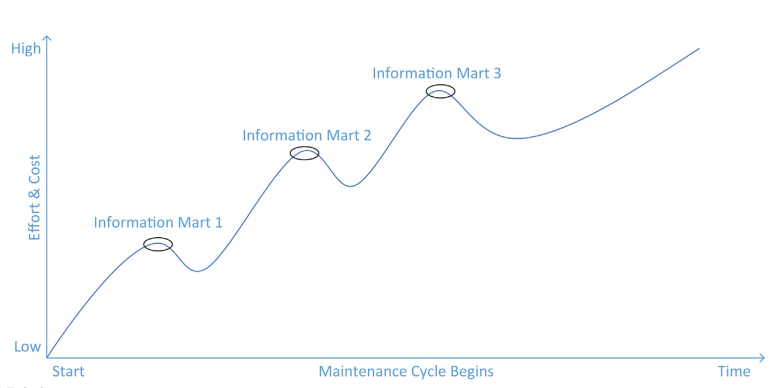 High
Information Mart 3
Information Mart 2
Effort & Cost
Information Mart 1
Low
Start
Maintenance Cycle Begins
Time